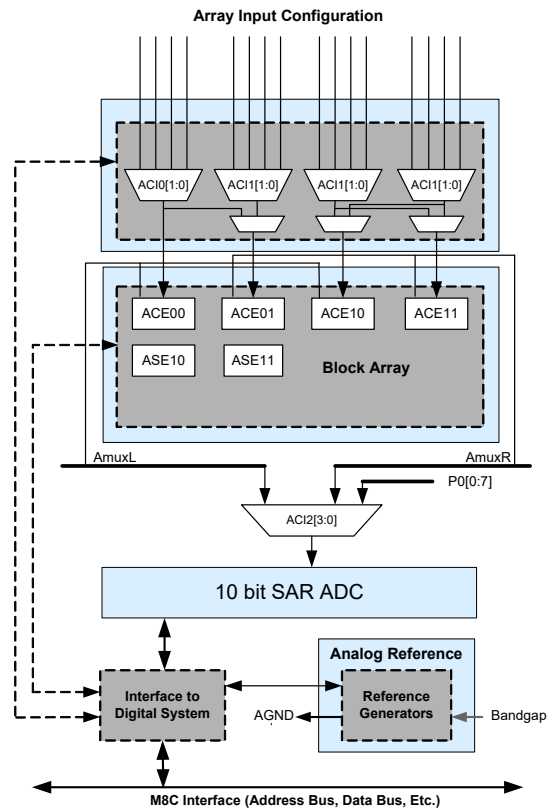 Array Input Configuration
ACI0[1:0]
ACI1[1:0]
ACI1[1:0]
ACI1[1:0]
ACE00
ACE01
ACE10
ACE11
ASE10
ASE11
Block Array
AmuxL
AmuxR
P0[0:7]
ACI2[3:0]
10 bit SAR ADC
Analog Reference
Interface to
Digital System
Reference
Generators
AGND
Bandgap
M8C Interface (Address Bus, Data Bus, Etc.)